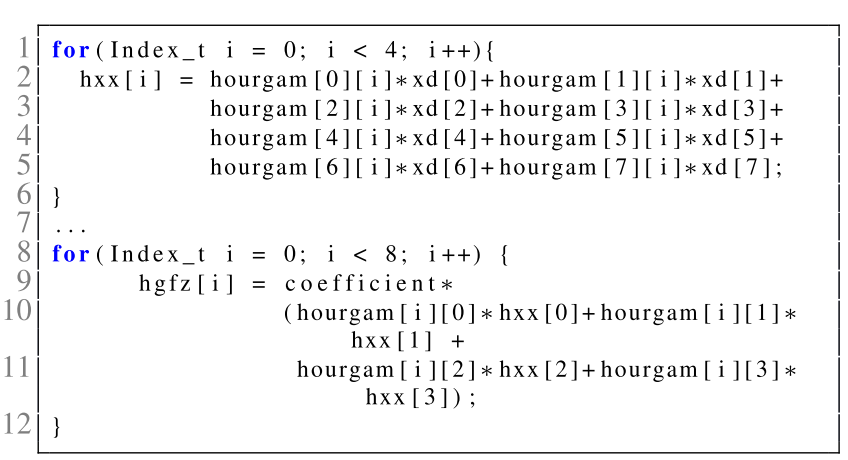 1 for(Index_t i = 0; i < 4; i++){
2   hxx[i] = hourgam[0][i]*xd[0]+hourgam[1][i]*xd[1]+
3            hourgam[2][i]*xd[2]+hourgam[3][i]*xd[3]+
4            hourgam[4][i]*xd[4]+hourgam[5][i]*xd[5]+
5            hourgam[6][i]*xd[6]+hourgam[7][i]*xd[7];
6 }
7 ...
8 for(Index_t i = 0; i < 8; i++) {
9       hgfz[i] = coefficient*
10                (hourgam[i][0]*hxx[0]+hourgam[i][1]*
                      hxx[1] +
11                 hourgam[i][2]*hxx[2]+hourgam[i][3]*
                      hxx[3]);
12 }